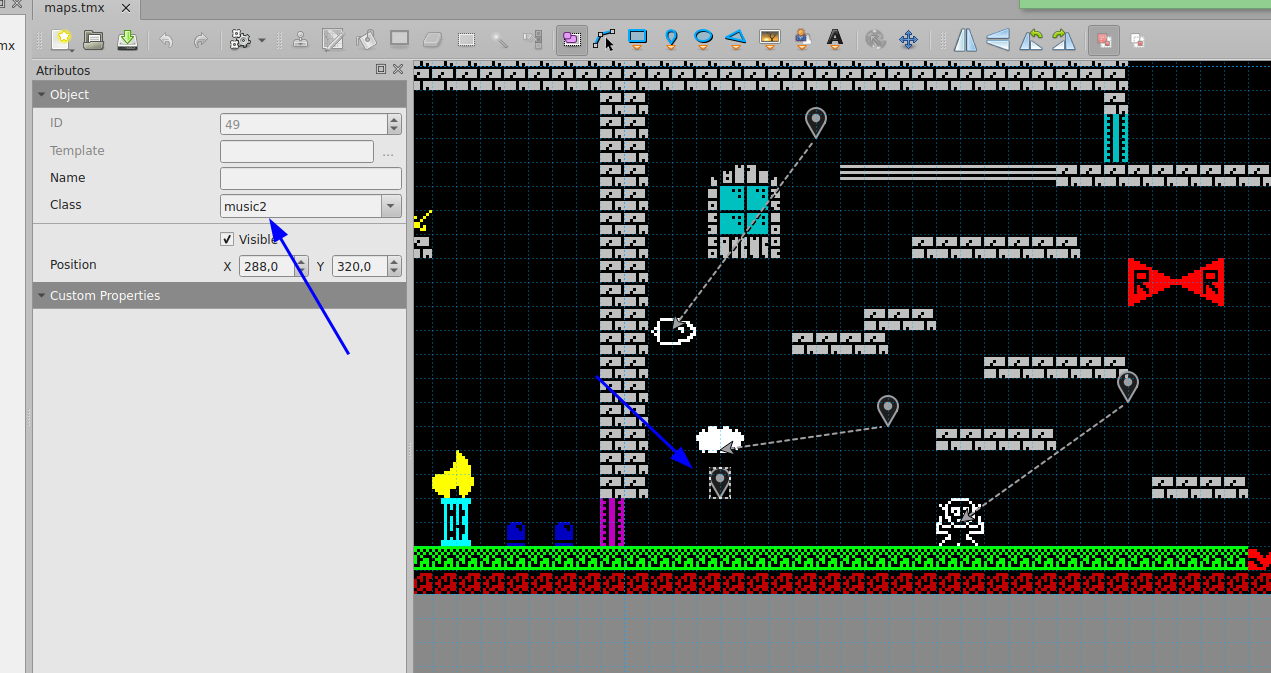 maps.tmx
mx
Atributos
Object
ID
49
Template
...
Name
Class
music2
Visible
Position
X
288,0
Y
320,0
Custom Properties
A
R
R